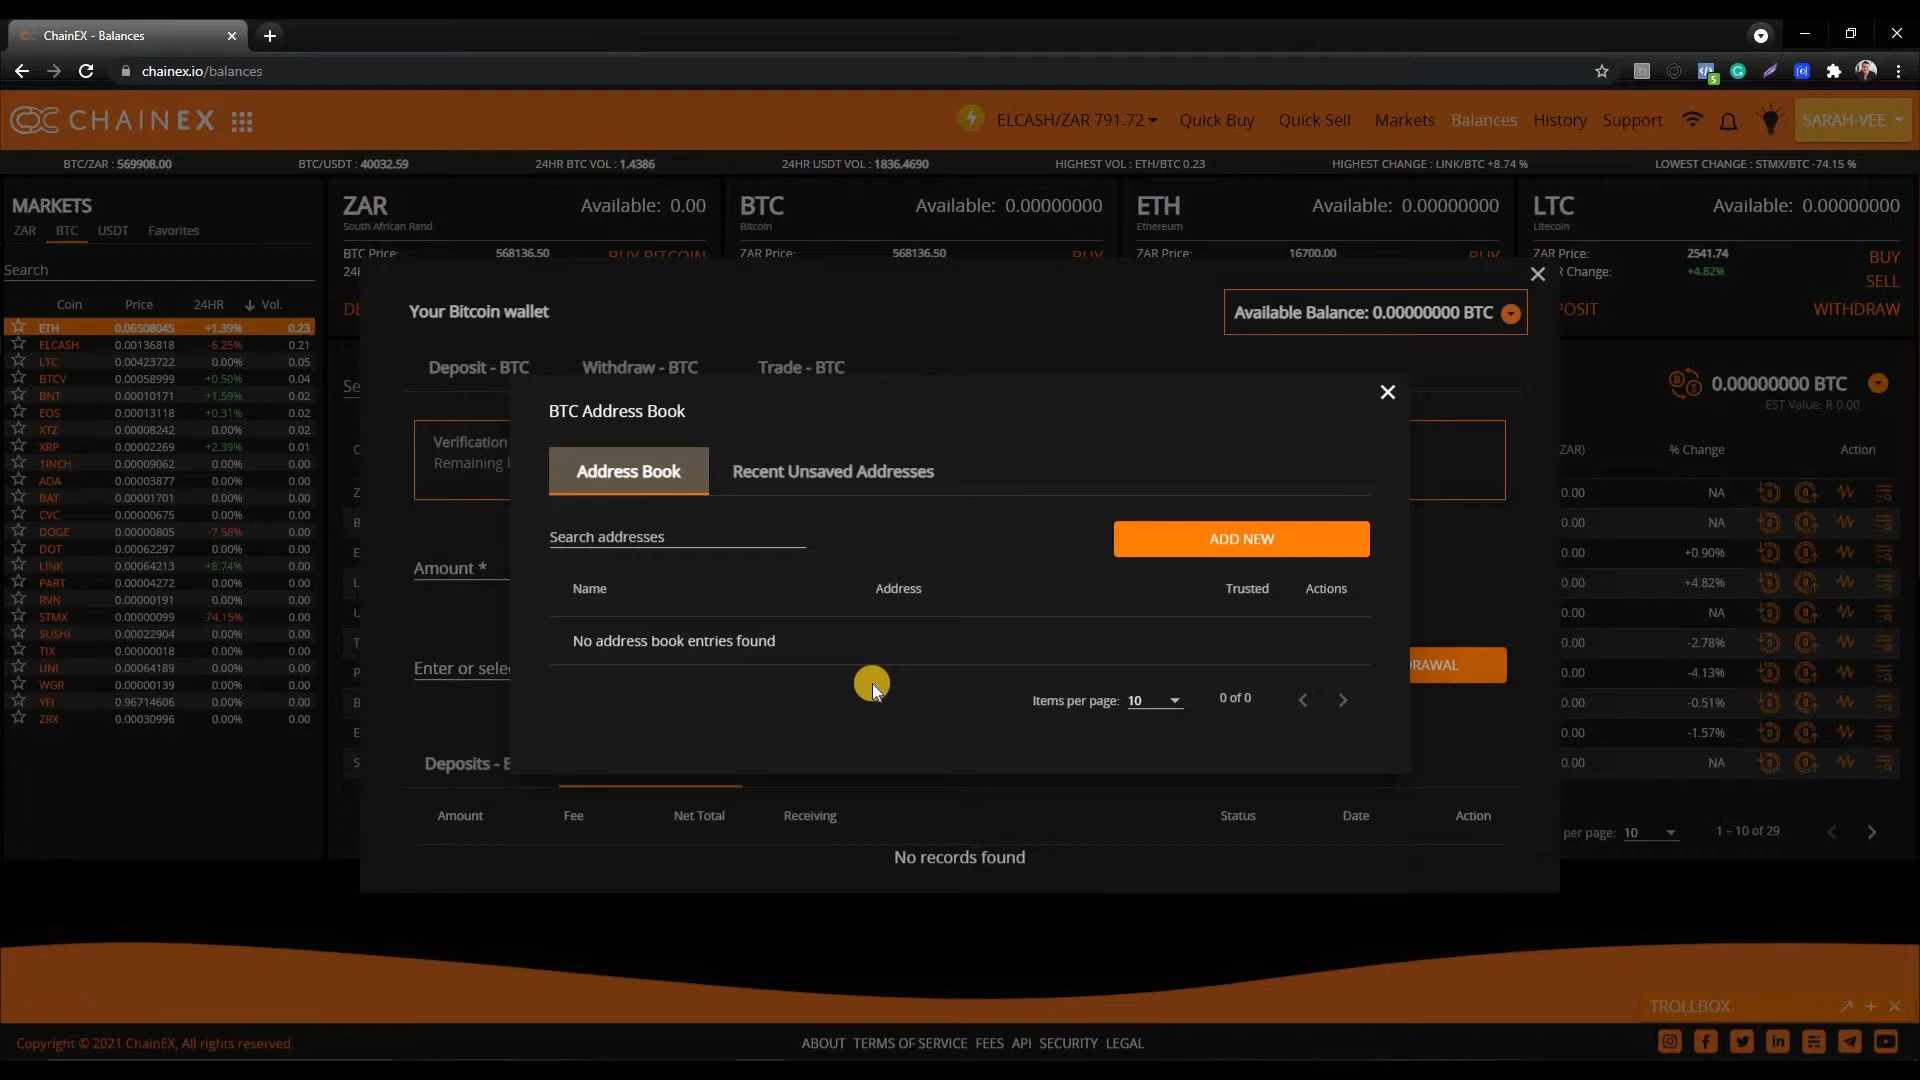 ChainEX - Balances
chainex.io/balances
CHAINEX
ELCASH/ZAR 791.72
Quick Buy
Quick Sell
Markets
Balances
History
Support
SARAH-VEE
BTC/ZAR : 569908.00
BTC/USDT : 40032.59
24HR BTC VOL : 1.4386
24HR USDT VOL : 1836.4690
HIGHEST VOL : ETH/BTC 0.23
HIGHEST CHANGE : LINK/BTC +8.74 %
LOWEST CHANGE : STMX/BTC -74.15 %
MARKETS
ZAR BTC USDT Favorites
Search
Coin Price 24HR Vol.
ETH 0.06508045 +1.39% 0.23
ELCASH 0.00136818 -6.25% 0.21
LTC 0.00423722 0.00% 0.05
BTCV 0.00058999 +0.50% 0.04
BNT 0.00010171 +1.59% 0.02
EOS 0.00013118 +0.31% 0.02
XTZ 0.00008242 0.00% 0.02
XRP 0.00002269 +2.39% 0.01
1INCH 0.00009062 0.00% 0.00
ADA 0.00003877 0.00% 0.00
BAT 0.00001701 0.00% 0.00
CVC 0.00000675 0.00% 0.00
DOGE 0.00000805 -7.58% 0.00
DOT 0.00062297 0.00% 0.00
LINK 0.00064213 +8.74% 0.00
PART 0.00004272 0.00% 0.00
RVN 0.00000191 0.00% 0.00
STMX 0.00000099 -74.15% 0.00
SUSHI 0.00022904 0.00% 0.00
TIX 0.00000018 0.00% 0.00
UNI 0.00064189 0.00% 0.00
WGR 0.00000139 0.00% 0.00
YFI 0.96714606 0.00% 0.00
ZRX 0.00030996 0.00% 0.00
ZAR Available: 0.00
South African Rand
BTC Price: 568136.50 BUY BITCOIN
24H
DE
BTC Available: 0.00000000
Bitcoin
ZAR Price: 568136.50 BUY
ETH Available: 0.00000000
Ethereum
ZAR Price: 16700.00 BUY
LTC Available: 0.00000000
Litecoin
ZAR Price: 2541.74 BUY
R Change: +4.82% SELL
POSIT WITHDRAW
Your Bitcoin wallet
Available Balance: 0.00000000 BTC
Deposit - BTC
Withdraw - BTC
Trade - BTC
Verification
Remaining
Amount *
Enter or sele
RAWAL
BTC Address Book
Address Book
Recent Unsaved Addresses
Search addresses
ADD NEW
Name Address Trusted Actions
No address book entries found
Items per page: 10
0 of 0
Deposits -
Amount Fee Net Total Receiving Status Date Action
No records found
0.00000000 BTC
EST Value: R 0.00
ZAR) % Change Action
0.00 NA
0.00 NA
0.00 +0.90%
0.00 +4.82%
0.00 NA
0.00 -2.78%
0.00 -4.13%
0.00 -0.51%
0.00 -1.57%
0.00 NA
per page: 10
1 – 10 of 29
TROLLBOX
Copyright © 2021 ChainEX, All rights reserved.
ABOUT TERMS OF SERVICE FEES API SECURITY LEGAL